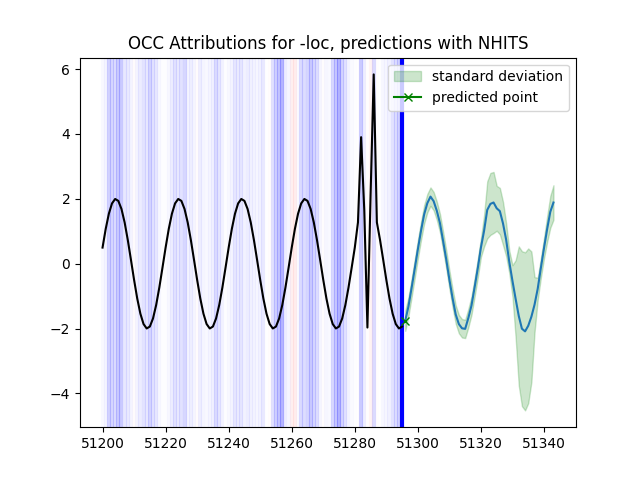 OCC Attributions for -loc, predictions with NHITS
standard deviation
predicted point
6
4
2
0
−2
−4
51200 51220 51240 51260 51280 51300 51320 51340